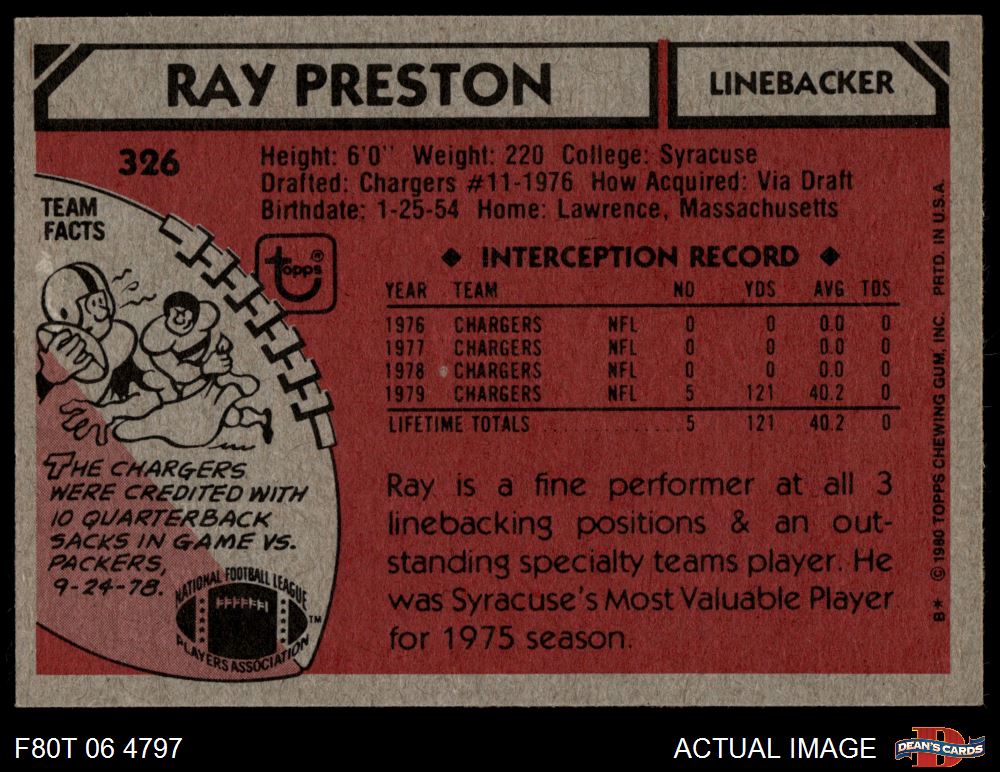 RAY PRESTON
LINEBACKER
326
Height: 6'0" Weight: 220 College: Syracuse
Drafted: Chargers #11-1976 How Acquired: Via Draft
Birthdate: 1-25-54 Home: Lawrence, Massachusetts
TEAM
FACTS
topps®
◆ INTERCEPTION RECORD ◆
YEAR TEAM NO YDS AVG TDS
1976 CHARGERS NFL 0 0 0.0 0
1977 CHARGERS NFL 0 0 0.0 0
1978 CHARGERS NFL 0 0 0.0 0
1979 CHARGERS NFL 5 121 40.2 0
LIFETIME TOTALS ................ 5 121 40.2 0
THE CHARGERS
WERE CREDITED WITH
10 QUARTERBACK
SACKS IN GAME VS.
PACKERS,
9-24-78.
NATIONAL FOOTBALL LEAGUE
PLAYERS ASSOCIATION
TM
Ray is a fine performer at all 3
linebacking positions & an out-
standing specialty teams player. He
was Syracuse's Most Valuable Player
for 1975 season.
B* © 1980 TOPPS CHEWING GUM, INC. PRTD. IN U.S.A.
F80T 06 4797
ACTUAL IMAGE
D
DEAN'S CARDS